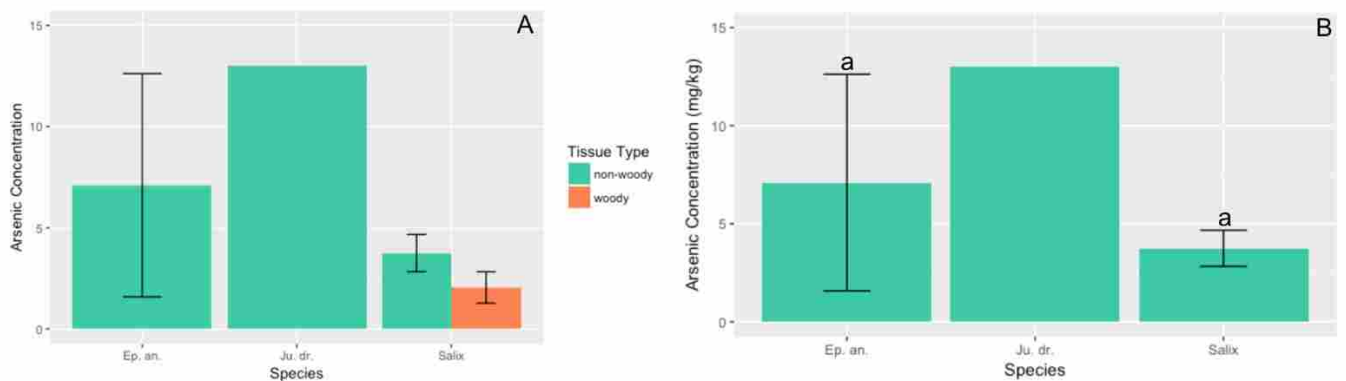 A
15
10
5
0
Arsenic Concentration
Ep. an.
Ju. dr.
Salix
Species
Tissue Type
non-woody
woody
B
15
10
5
0
Arsenic Concentration (mg/kg)
a
a
Ep. an.
Ju. dr.
Salix
Species